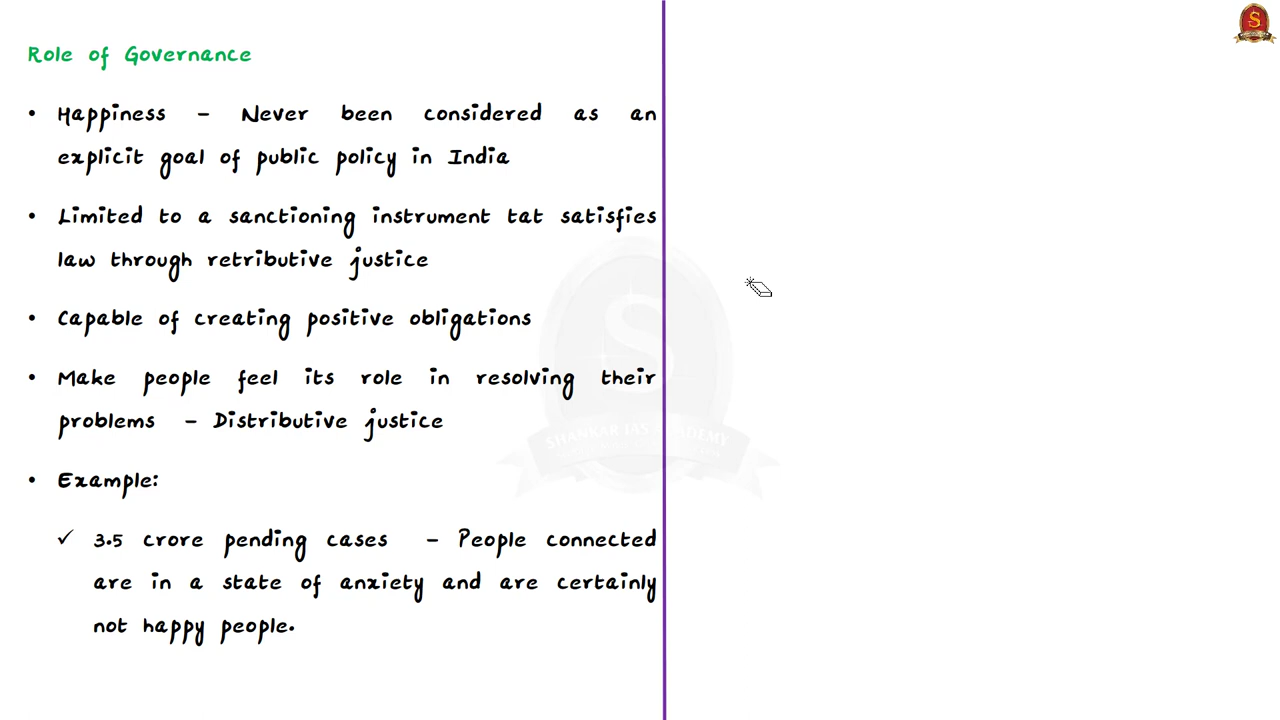 Role of Governance
• Happiness – Never been considered as an
explicit goal of public policy in India
• Limited to a sanctioning instrument tat satisfies
law through retributive justice
• Capable of creating positive obligations
• Make people feel its role in resolving their
problems – Distributive justice
• Example:
✓ 3.5 crore pending cases – People connected
are in a state of anxiety and are certainly
not happy people.
S
SHANKAR IAS ACADEMY